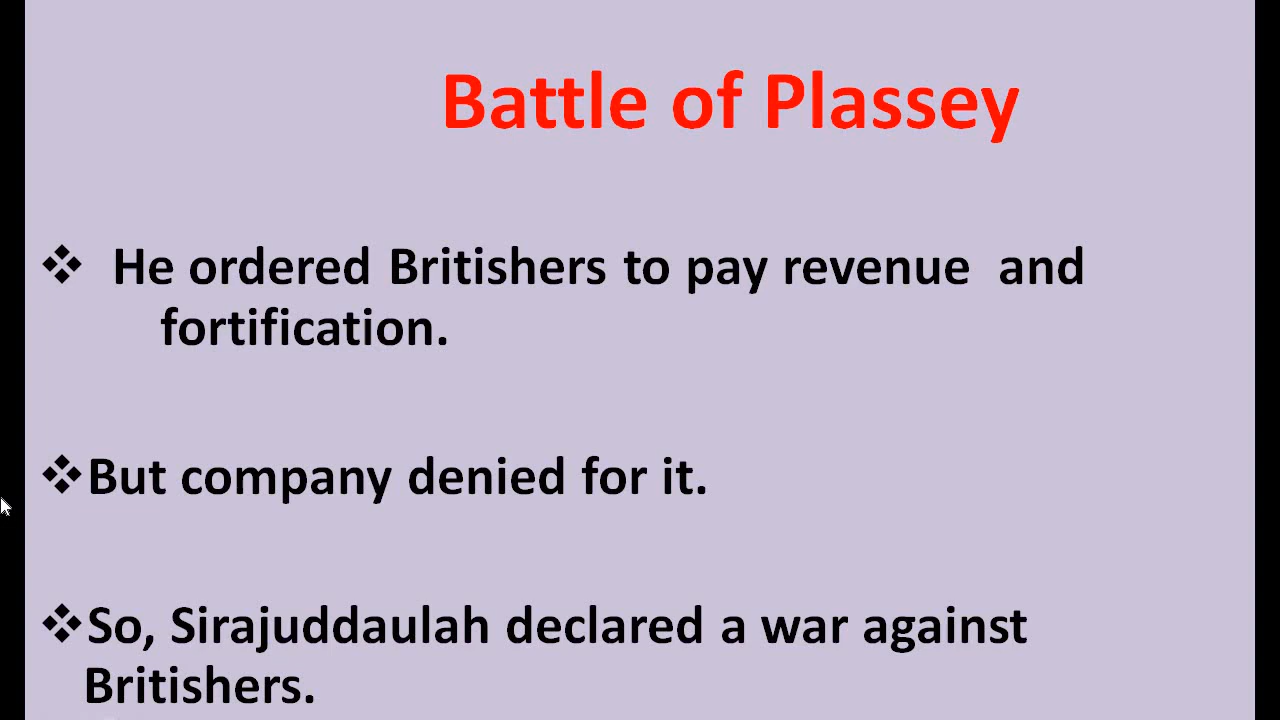 Battle of Plassey
❖ He ordered Britishers to pay revenue and
fortification.
❖But company denied for it.
❖So, Sirajuddaulah declared a war against
Britishers.